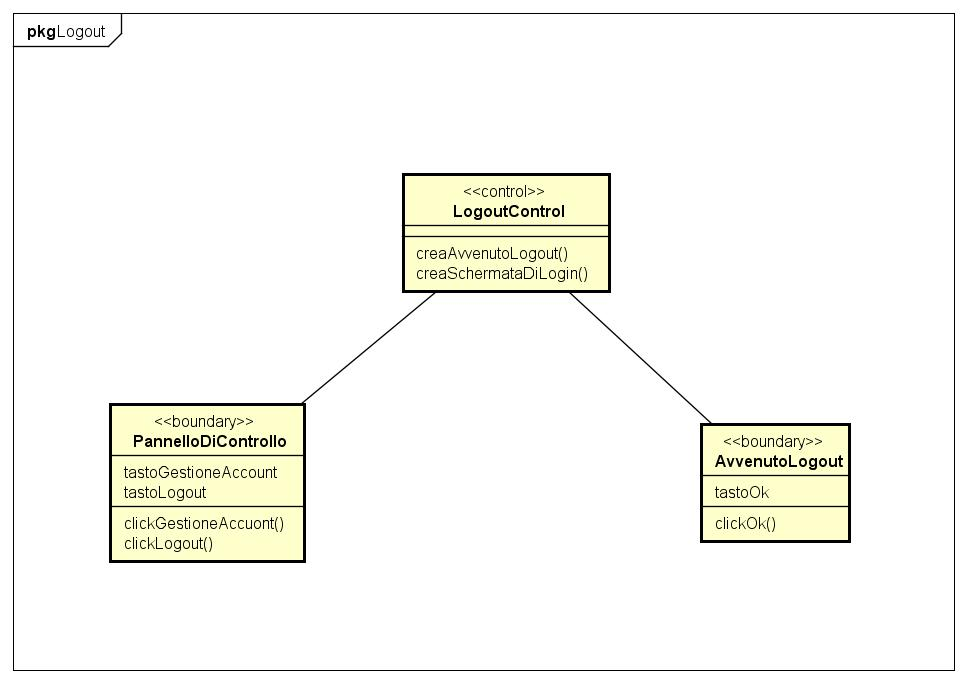 pkgLogout
<<control>>
LogoutControl
creaAvvenutoLogout()
creaSchermataDiLogin()
<<boundary>>
PannelloDiControllo
tastoGestioneAccount
tastoLogout
clickGestioneAccuont()
clickLogout()
<<boundary>>
AvvenutoLogout
tastoOk
clickOk()